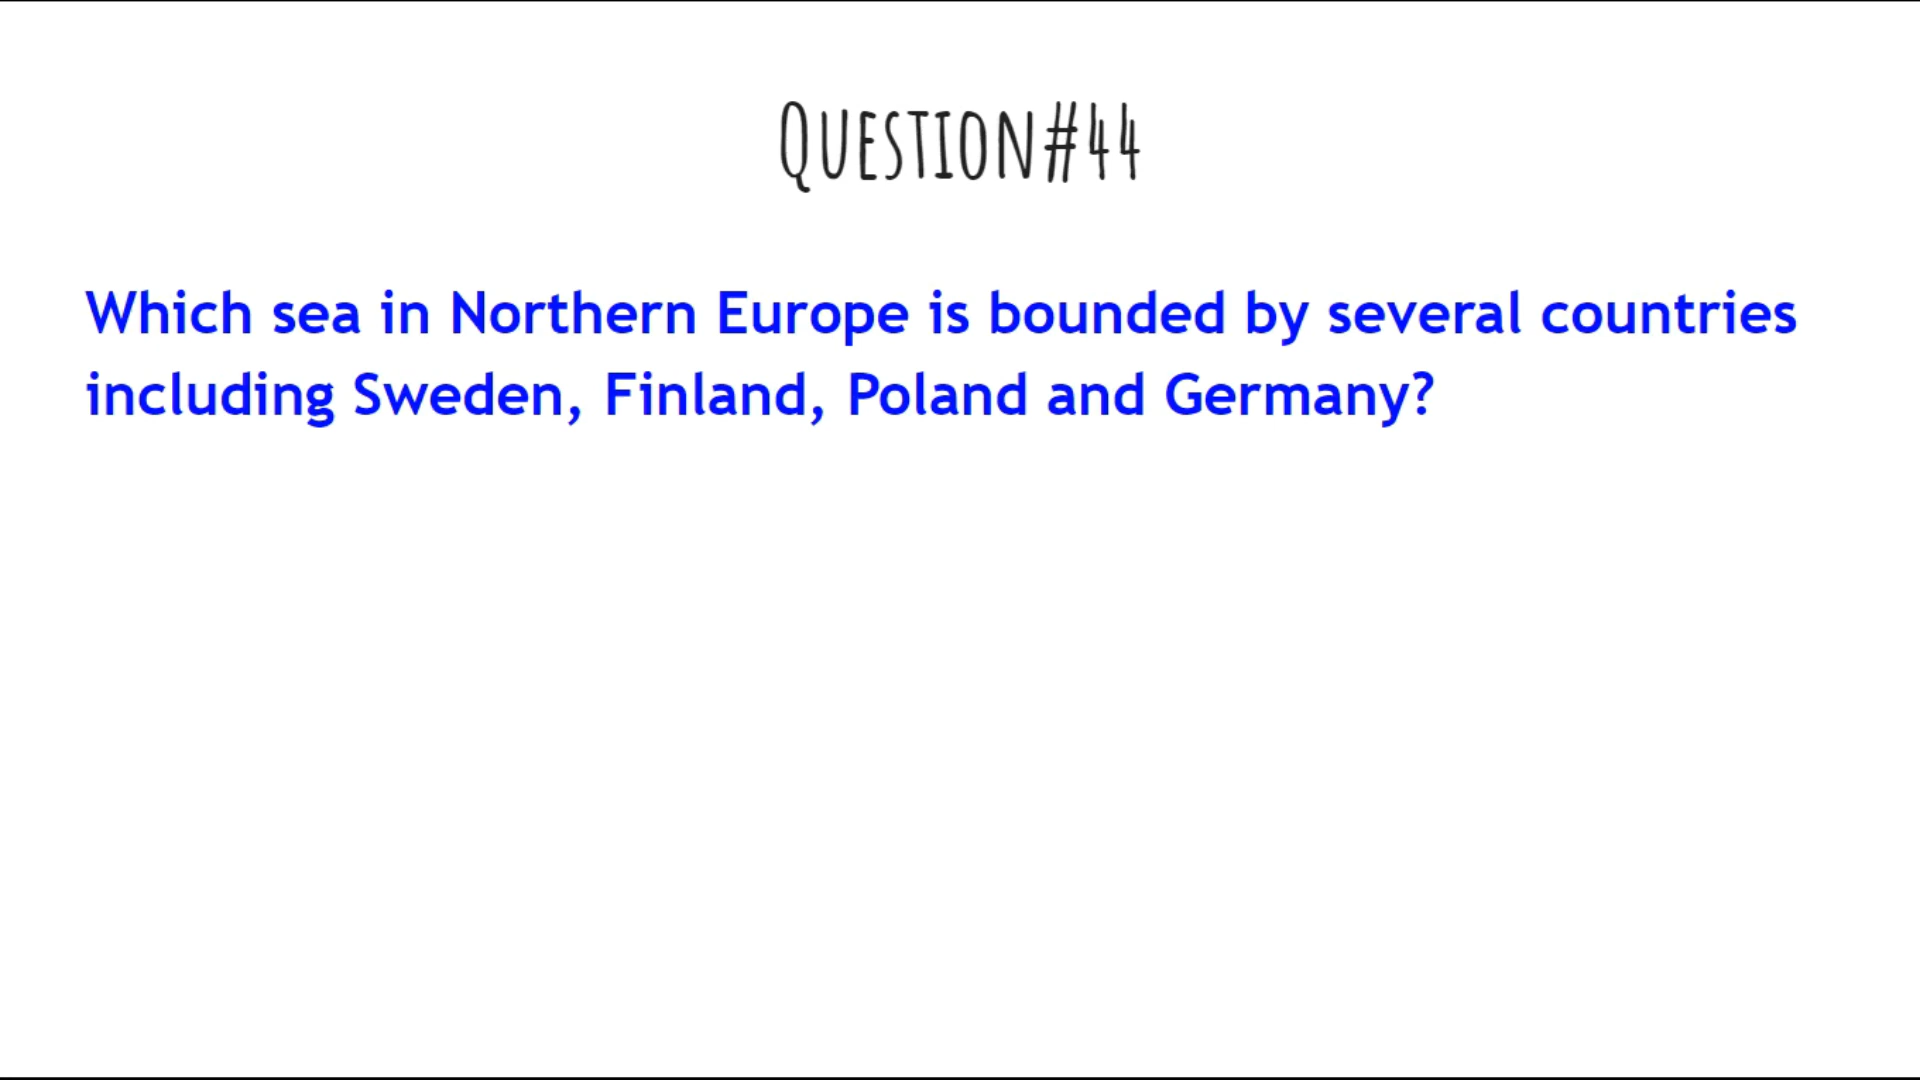 Question#44
Which sea in Northern Europe is bounded by several countries
including Sweden, Finland, Poland and Germany?